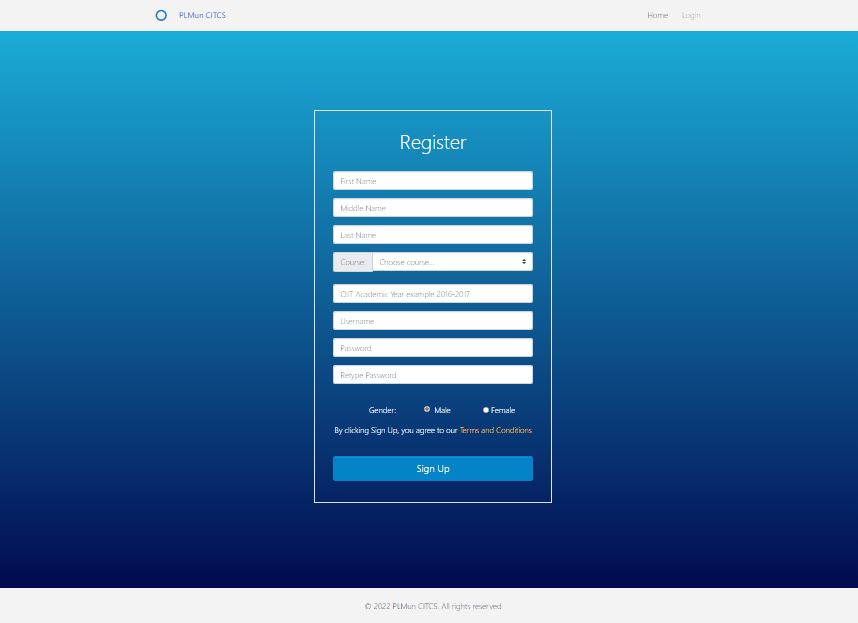 PLMun CITCS
Home Login
Register
First Name
Middle Name
Last Name
Course: Choose course...
OJT Academic Year example 2016-2017
Username
Password
Retype Password
Gender: Male Female
By clicking Sign Up, you agree to our Terms and Conditions
Sign Up
© 2022 PLMun CITCS. All rights reserved